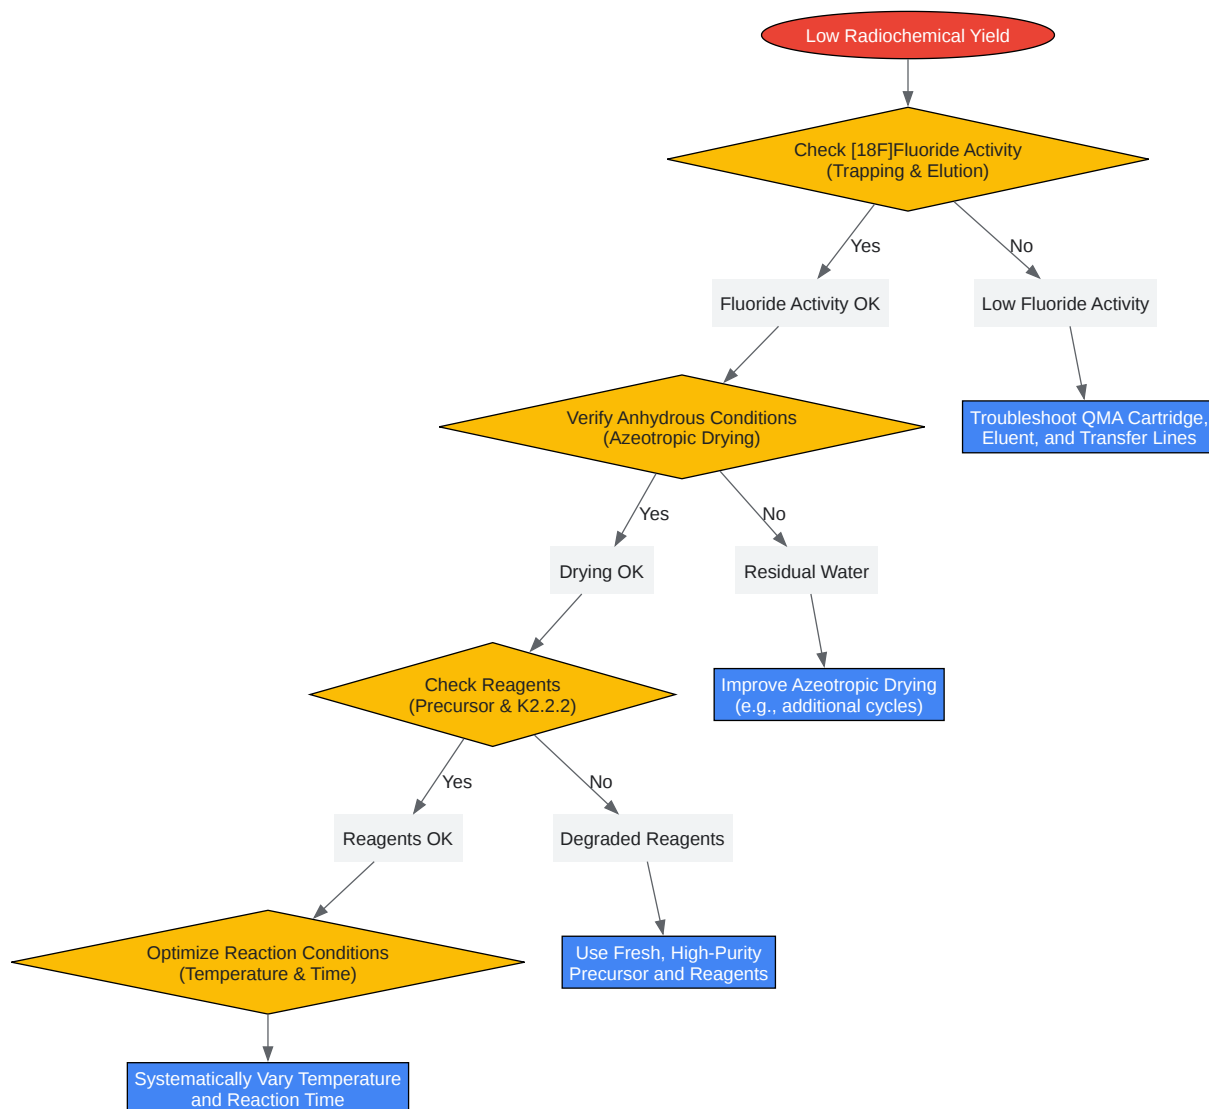 Low Radiochemical Yield
Check [18F]Fluoride Activity
(Trapping & Elution)
Yes
No
Fluoride Activity OK
Low Fluoride Activity
Verify Anhydrous Conditions
(Azeotropic Drying)
Troubleshoot QMA Cartridge,
Eluent, and Transfer Lines
Yes
No
Drying OK
Residual Water
Check Reagents
(Precursor & K2.2.2)
Improve Azeotropic Drying
(e.g., additional cycles)
Yes
No
Reagents OK
Degraded Reagents
Optimize Reaction Conditions
(Temperature & Time)
Use Fresh, High-Purity
Precursor and Reagents
Systematically Vary Temperature
and Reaction Time